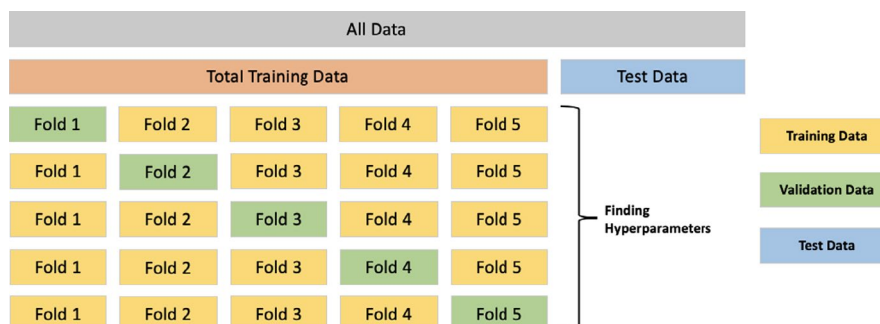 All Data
Total Training Data Test Data
Fold 1 Fold 2 Fold 3 Fold 4 Fold 5
Training Data
Fold 1 Fold 2 Fold 3 Fold 4 Fold 5
Validation Data
Fold 1 Fold 2 Fold 3 Fold 4 Fold 5
Finding
Hyperparameters
Test Data
Fold 1 Fold 2 Fold 3 Fold 4 Fold 5
Fold 1 Fold 2 Fold 3 Fold 4 Fold 5